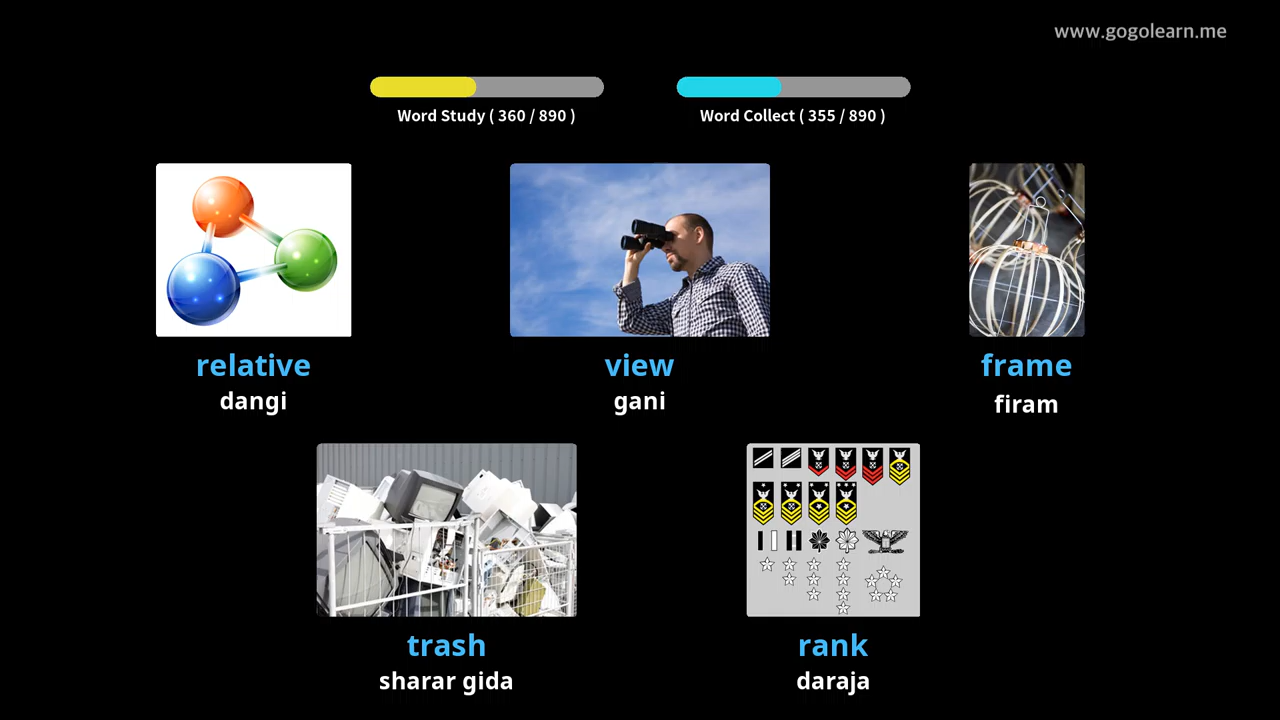 www.gogolearn.me
Word Study ( 360 / 890 )
Word Collect ( 355 / 890 )
relative
dangi
view
gani
frame
firam
trash
sharar gida
rank
daraja